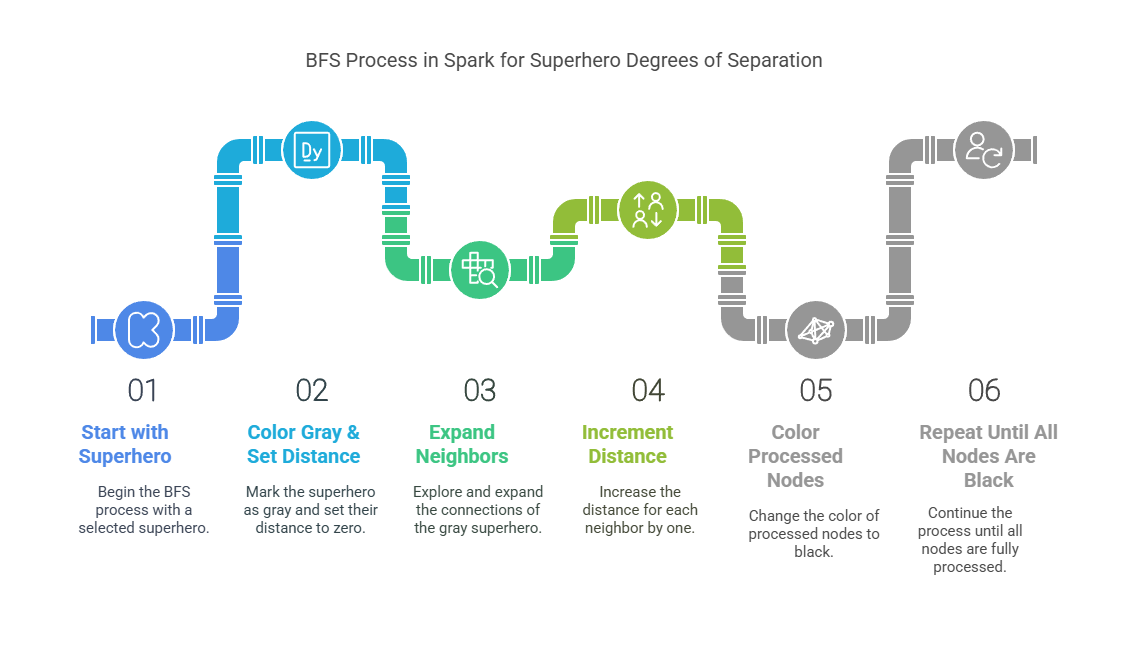 BFS Process in Spark for Superhero Degrees of Separation
Dy
01
Start with
Superhero
Begin the BFS
process with a
selected superhero.
02
Color Gray &
Set Distance
Mark the superhero
as gray and set their
distance to zero.
03
Expand
Neighbors
Explore and expand
the connections of
the gray superhero.
04
Increment
Distance
Increase the
distance for each
neighbor by one.
05
Color
Processed
Nodes
Change the color of
processed nodes to
black.
06
Repeat Until All
Nodes Are
Black
Continue the
process until all
nodes are fully
processed.